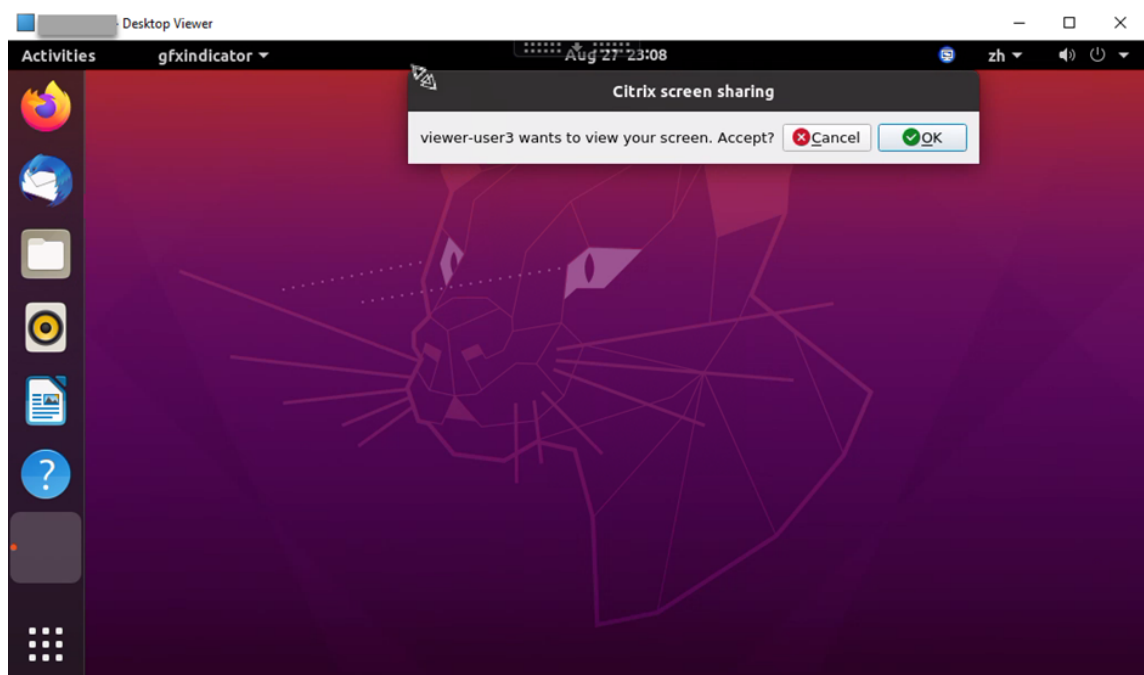 - Desktop Viewer
Activities gfxindicator Aug 27 23:08 zh
Citrix screen sharing
viewer-user3 wants to view your screen. Accept? Cancel OK
?